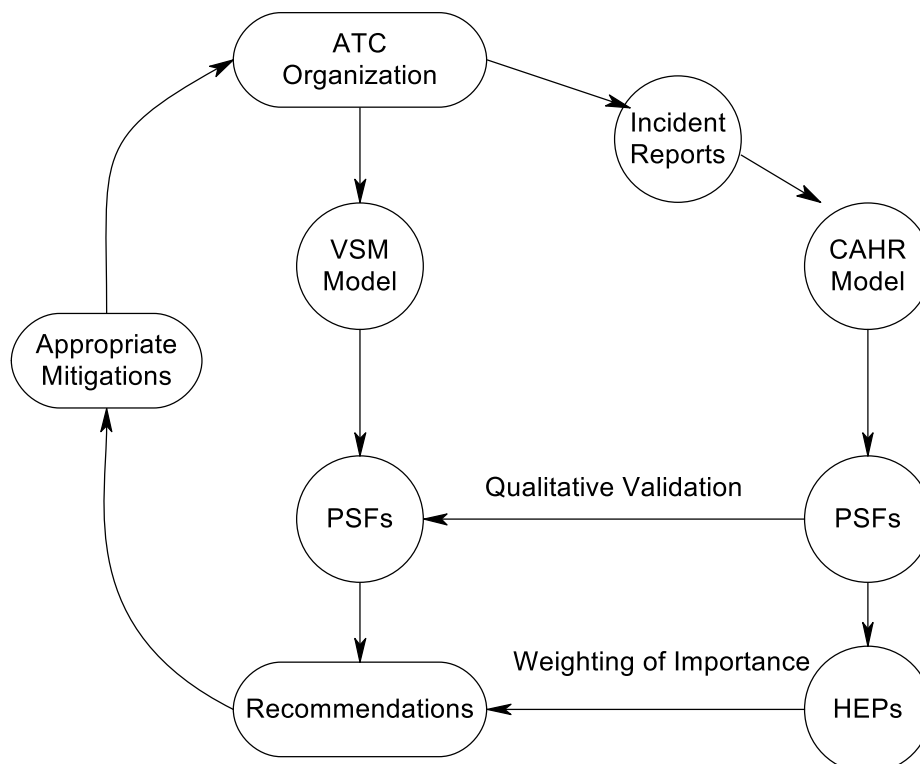 ATC
Organization
Incident
Reports
VSM
Model
CAHR
Model
Appropriate
Mitigations
Qualitative Validation
PSFs
PSFs
Weighting of Importance
Recommendations
HEPs